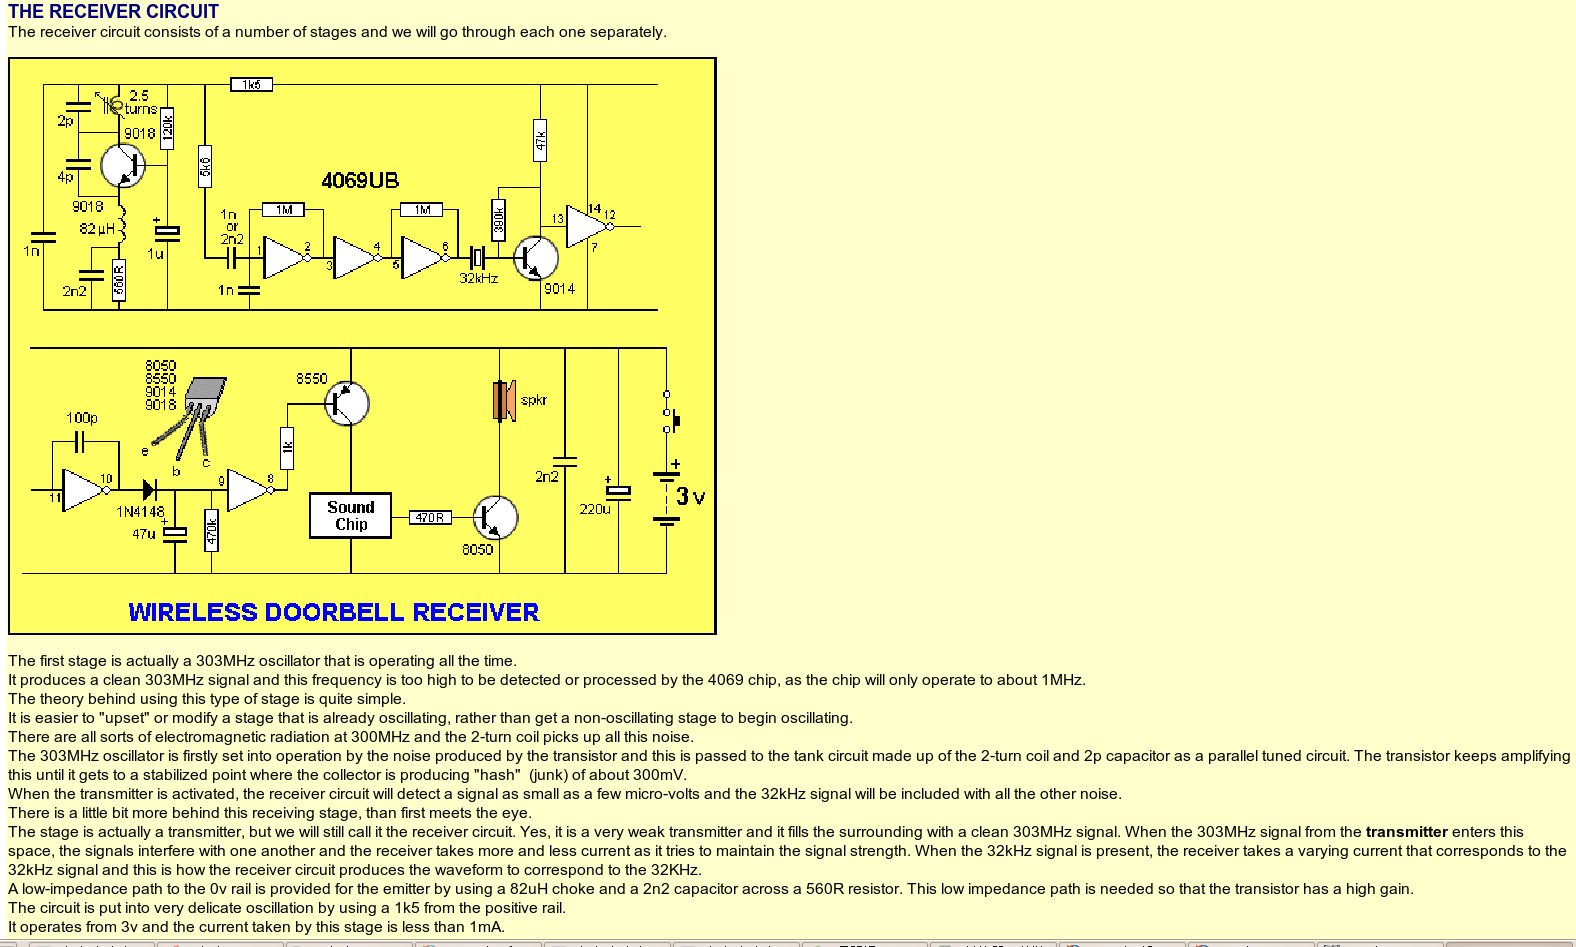 THE RECEIVER CIRCUIT
The receiver circuit consists of a number of stages and we will go through each one separately.
1k5
2.5
turns
2p
9018
120k
47k
5k6
4p
4069UB
9018
1n
or
2n2
1M
1M
390k
14
12
13
82µH
1n
1u
1
2
3
4
5
6
7
2n2
560R
1n
32kHz
9014
8050
8550
9014
9018
8550
spkr
100p
e
b
c
1k
11
10
9
8
2n2
3v
1N4148
47u
470k
Sound
Chip
470R
220u
8050
WIRELESS DOORBELL RECEIVER
The first stage is actually a 303MHz oscillator that is operating all the time.
It produces a clean 303MHz signal and this frequency is too high to be detected or processed by the 4069 chip, as the chip will only operate to about 1MHz.
The theory behind using this type of stage is quite simple.
It is easier to "upset" or modify a stage that is already oscillating, rather than get a non-oscillating stage to begin oscillating.
There are all sorts of electromagnetic radiation at 300MHz and the 2-turn coil picks up all this noise.
The 303MHz oscillator is firstly set into operation by the noise produced by the transistor and this is passed to the tank circuit made up of the 2-turn coil and 2p capacitor as a parallel tuned circuit. The transistor keeps amplifying
this until it gets to a stabilized point where the collector is producing "hash" (junk) of about 300mV.
When the transmitter is activated, the receiver circuit will detect a signal as small as a few micro-volts and the 32kHz signal will be included with all the other noise.
There is a little bit more behind this receiving stage, than first meets the eye.
The stage is actually a transmitter, but we will still call it the receiver circuit. Yes, it is a very weak transmitter and it fills the surrounding with a clean 303MHz signal. When the 303MHz signal from the transmitter enters this
space, the signals interfere with one another and the receiver takes more and less current as it tries to maintain the signal strength. When the 32kHz signal is present, the receiver takes a varying current that corresponds to the
32kHz signal and this is how the receiver circuit produces the waveform to correspond to the 32KHz.
A low-impedance path to the 0v rail is provided for the emitter by using a 82uH choke and a 2n2 capacitor across a 560R resistor. This low impedance path is needed so that the transistor has a high gain.
The circuit is put into very delicate oscillation by using a 1k5 from the positive rail.
It operates from 3v and the current taken by this stage is less than 1mA.